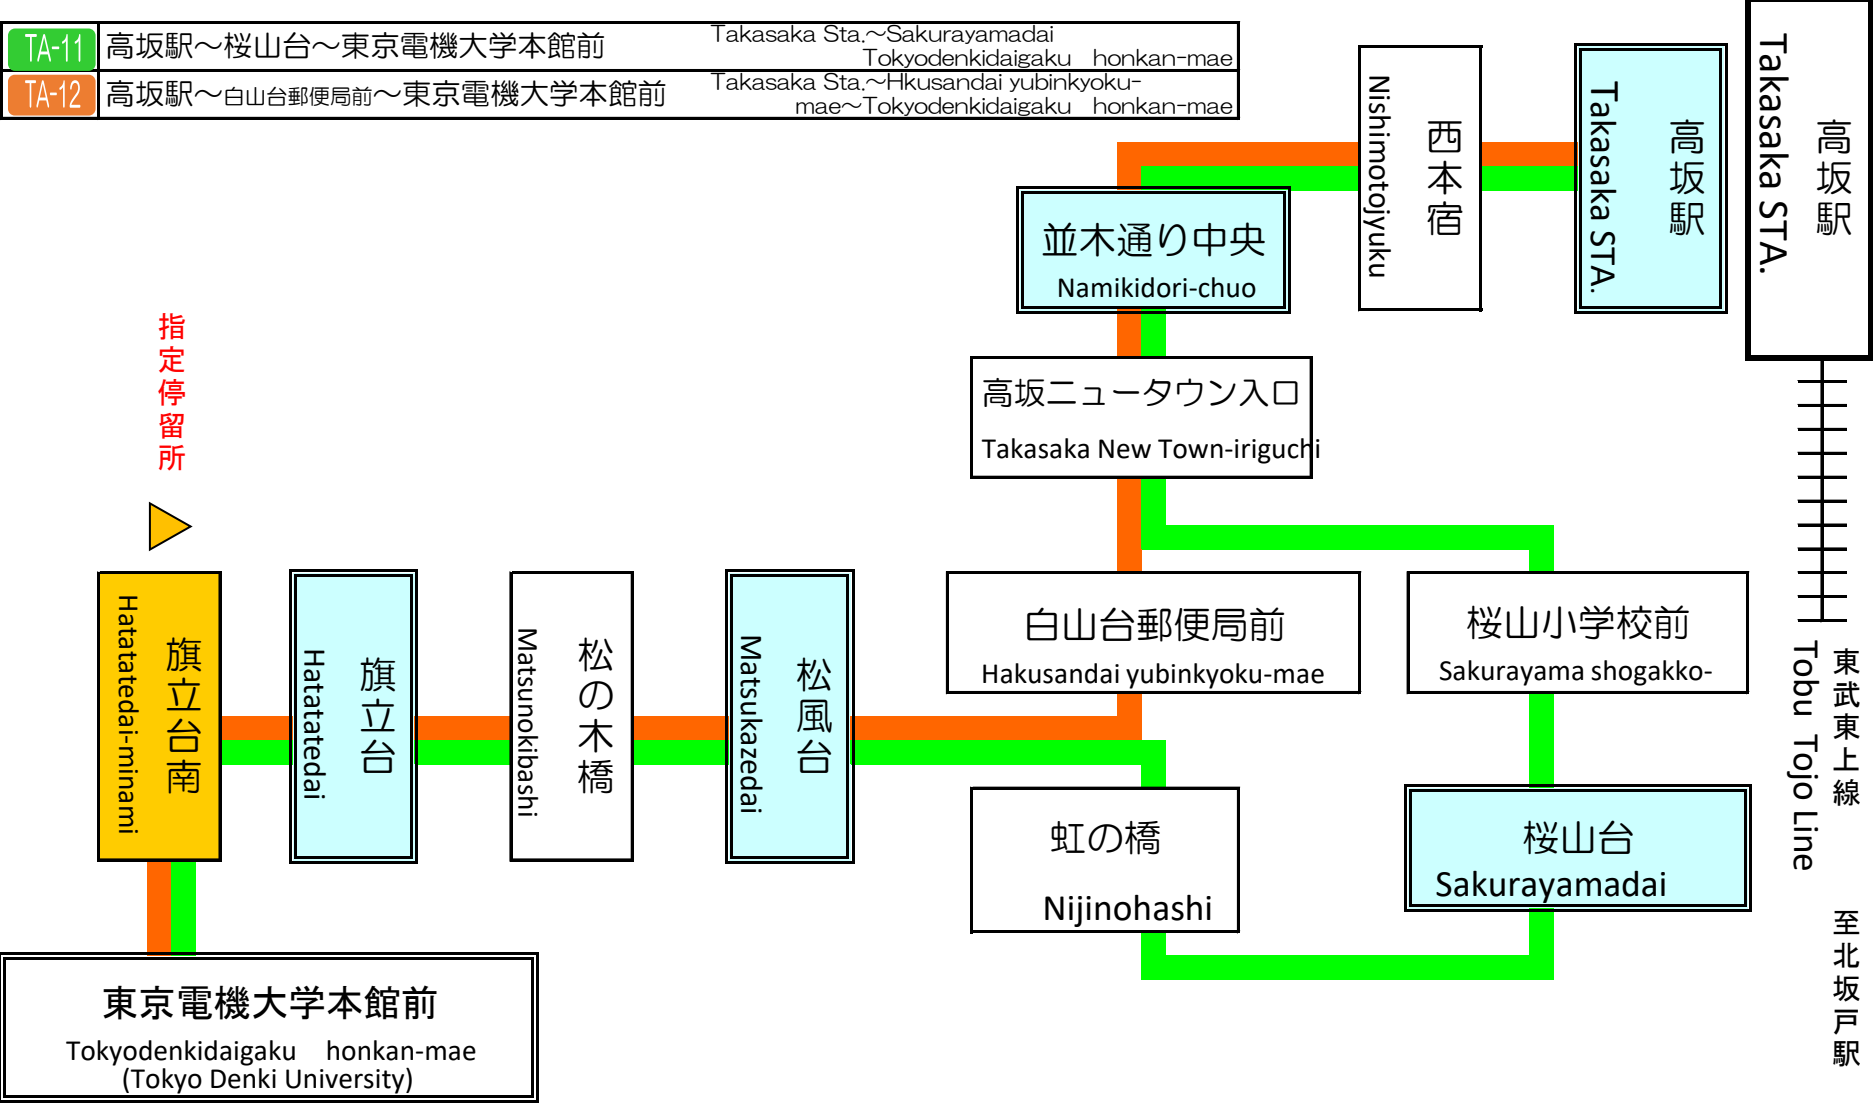 TA-11 高坂駅～桜山台～東京電機大学本館前 Takasaka Sta.～Sakurayamadai
Tokyodenkidaigaku honkan-mae
TA-12 高坂駅～白山台郵便局前～東京電機大学本館前 Takasaka Sta.～Hkusandai yubinkyoku-
mae～Tokyodenkidaigaku honkan-mae
高坂駅
Takasaka STA.
高坂駅
Takasaka STA.
西本宿
Nishimotojyuku
並木通り中央
Namikidori-chuo
高坂ニュータウン入口
Takasaka New Town-iriguchi
白山台郵便局前
Hakusandai yubinkyoku-mae
桜山小学校前
Sakurayama shogakko-
桜山台
Sakurayamadai
虹の橋
Nijinohashi
松風台
Matsukazedai
松の木橋
Matsunokibashi
旗立台
Hatatatedai
指定停留所
旗立台南
Hatatatedai-minami
東京電機大学本館前
Tokyodenkidaigaku honkan-mae
(Tokyo Denki University)
東武東上線
Tobu Tojo Line
至北坂戸駅